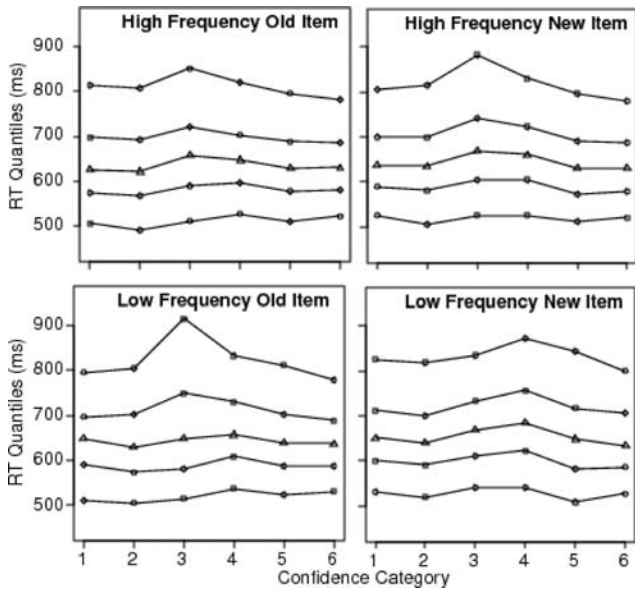 High Frequency Old Item
High Frequency New Item
RT Quantiles (ms)
900
800
700
600
500
Low Frequency Old Item
Low Frequency New Item
RT Quantiles (ms)
900
800
700
600
500
1 2 3 4 5 6 1 2 3 4 5 6
Confidence Category